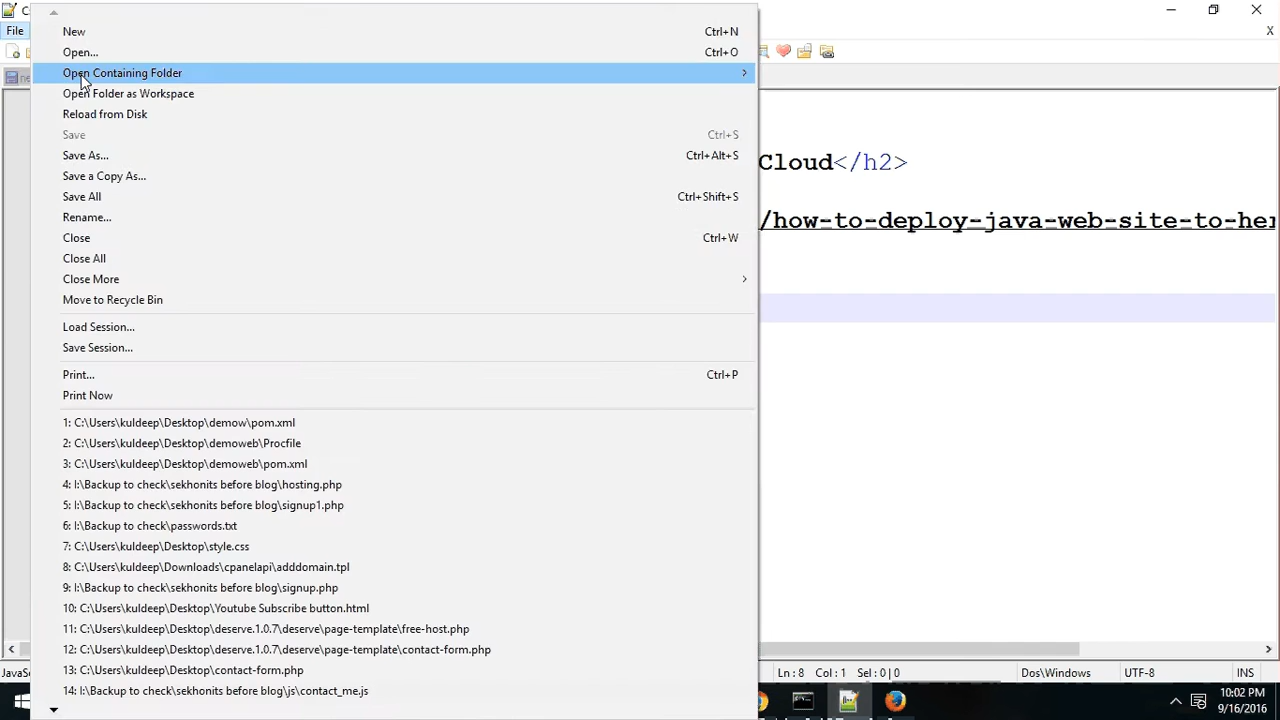 C
File
X
New Ctrl+N
Open... Ctrl+O
Open Containing Folder
ne
Open Folder as Workspace
Reload from Disk
Save Ctrl+S
Save As... Ctrl+Alt+S
Cloud</h2>
Save a Copy As...
Save All Ctrl+Shift+S
Rename...
/how-to-deploy-java-web-site-to-her
Close Ctrl+W
Close All
Close More
Move to Recycle Bin
Load Session...
Save Session...
Print... Ctrl+P
Print Now
1: C:\Users\kuldeep\Desktop\demow\pom.xml
2: C:\Users\kuldeep\Desktop\demoweb\Procfile
3: C:\Users\kuldeep\Desktop\demoweb\pom.xml
4: I:\Backup to check\sekhonits before blog\hosting.php
5: I:\Backup to check\sekhonits before blog\signup1.php
6: I:\Backup to check\passwords.txt
7: C:\Users\kuldeep\Desktop\style.css
8: C:\Users\kuldeep\Downloads\cpanelapi\adddomain.tpl
9: I:\Backup to check\sekhonits before blog\signup.php
10: C:\Users\kuldeep\Desktop\Youtube Subscribe button.html
11: C:\Users\kuldeep\Desktop\deserve.1.0.7\deserve\page-template\free-host.php
12: C:\Users\kuldeep\Desktop\deserve.1.0.7\deserve\page-template\contact-form.php
13: C:\Users\kuldeep\Desktop\contact-form.php
JavaSc Ln : 8 Col : 1 Sel : 0 | 0 Dos\Windows UTF-8 INS
14: I:\Backup to check\sekhonits before blog\js\contact_me.js
10:02 PM
9/16/2016